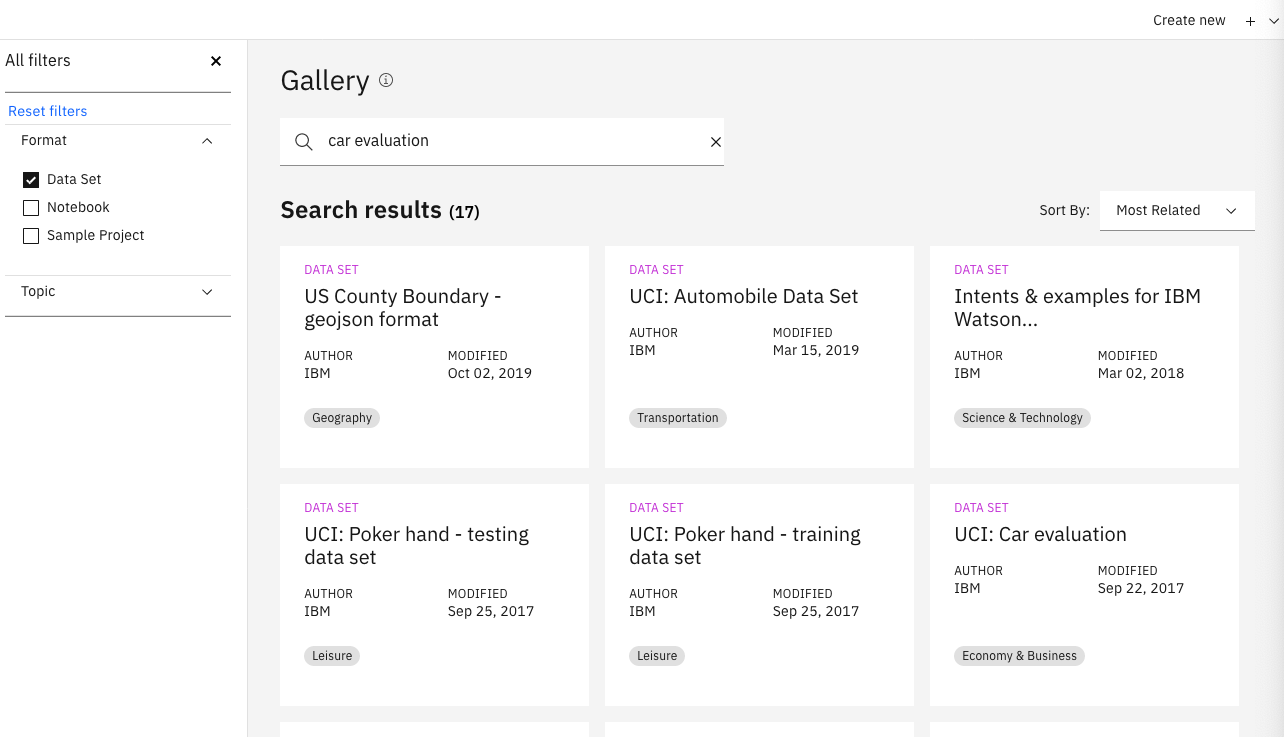 Create new
All filters
Reset filters
Format
Data Set
Notebook
Sample Project
Topic
Gallery
car evaluation
Search results (17)
Sort By:
Most Related
DATA SET
US County Boundary -
geojson format
AUTHOR
IBM
MODIFIED
Oct 02, 2019
Geography
DATA SET
UCI: Automobile Data Set
AUTHOR
IBM
MODIFIED
Mar 15, 2019
Transportation
DATA SET
Intents & examples for IBM
Watson...
AUTHOR
IBM
MODIFIED
Mar 02, 2018
Science & Technology
DATA SET
UCI: Poker hand - testing
data set
AUTHOR
IBM
MODIFIED
Sep 25, 2017
Leisure
DATA SET
UCI: Poker hand - training
data set
AUTHOR
IBM
MODIFIED
Sep 25, 2017
Leisure
DATA SET
UCI: Car evaluation
AUTHOR
IBM
MODIFIED
Sep 22, 2017
Economy & Business